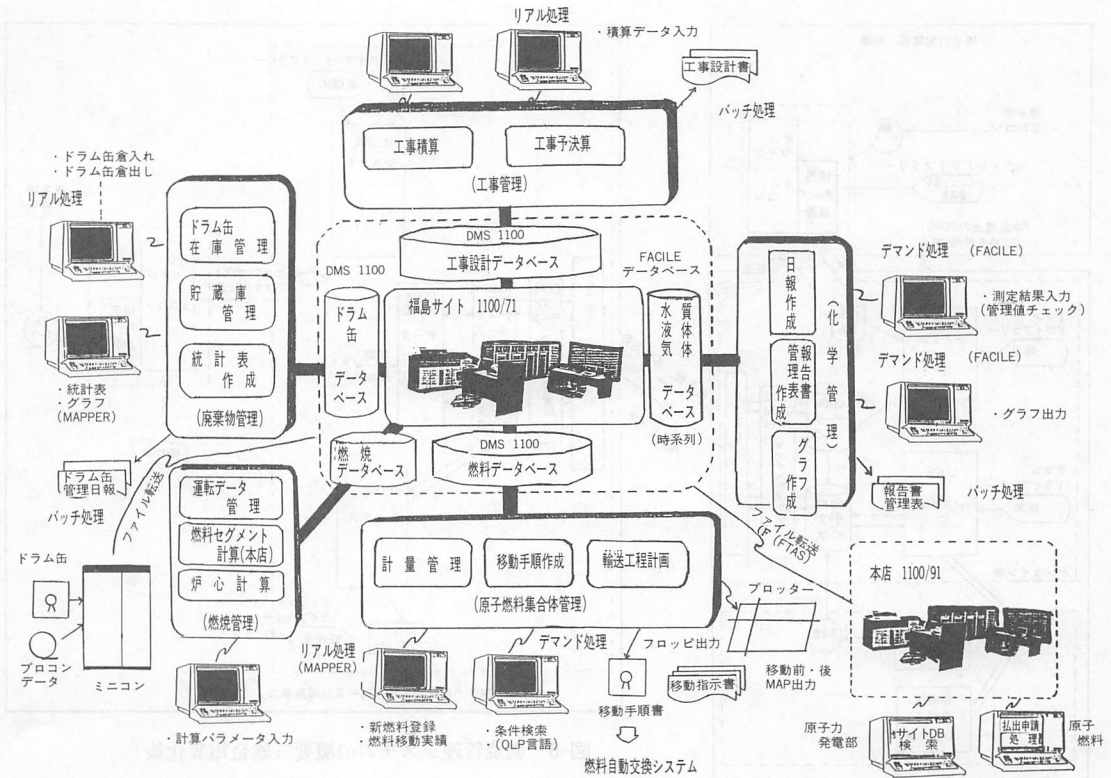 リアル処理
・積算データ入力
工事設計書
バッチ処理
工事積算
工事予決算
(工事管理)
・ドラム缶倉入れ
・ドラム缶倉出し
リアル処理
ドラム缶
在庫管理
貯蔵庫
管理
統計表
作成
(廃棄物管理)
・統計表
・グラフ
(MAPPER)
ドラム缶
管理日報
バッチ処理
ファイル転送
DMS 1100
工事設計データベース
DMS 1100
ドラム缶
データベース
福島サイト 1100/71
FACILE
データベース
水質
液体
気体
データベース
(時系列)
燃焼
データベース
DMS 1100
燃料データベース
日報作成
報告書
管理表
作成
グラフ作成
(化学管理)
デマンド処理 (FACILE)
・測定結果入力
(管理値チェック)
デマンド処理 (FACILE)
・グラフ出力
報告書
管理表
バッチ処理
運転データ
管理
燃料セグメント
計算(本店)
炉心計算
(燃焼管理)
ドラム缶
プロコン
データ
ミニコン
・計算パラメータ入力
計量管理
移動手順作成
輸送工程計画
(原子燃料集合体管理)
リアル処理
(MAPPER)
・新燃料登録
・燃料移動実績
デマンド処理
・条件検索
(QLP言語)
フロッピ出力
移動手順書
移動指示書
プロッター
移動前・後
MAP出力
燃料自動交換システム
ファイル転送
(F (FTAS)
本店 1100/91
原子力
発電部
サイトDB
検索
払出申請
処理
原子
燃料